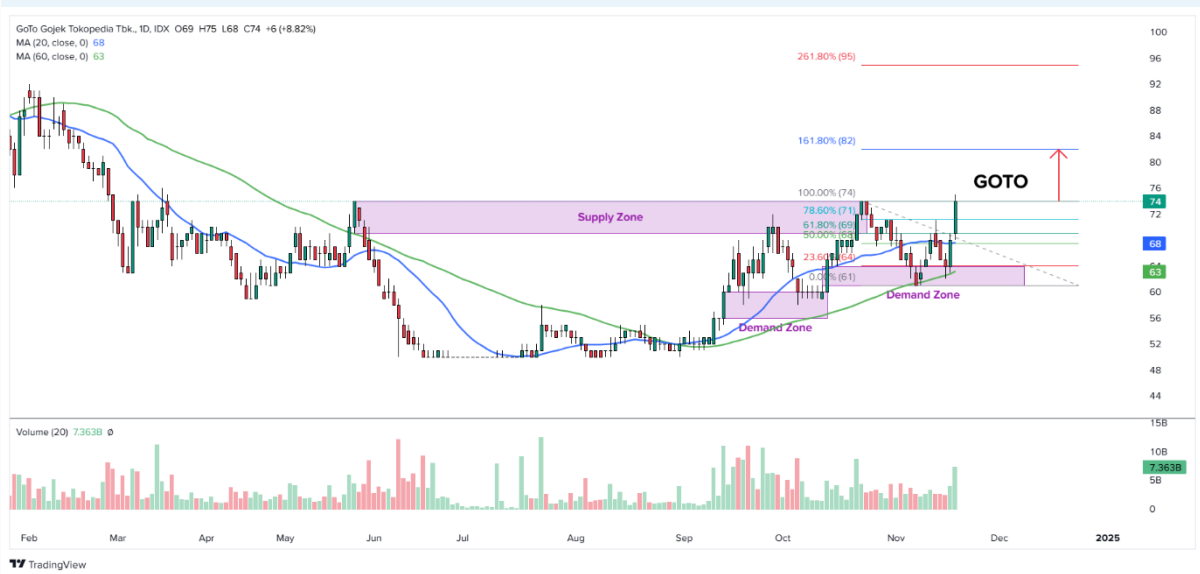 GoTo Gojek Tokopedia Tbk., 1D, IDX O69 H75 L68 C74 +6 (+8.82%)
MA (20, close, 0) 68
MA (60, close, 0) 63
100
261.80% (95)
96
92
88
84
161.80% (82)
80
GOTO
76
100.00% (74)
74
Supply Zone
78.60% (71)
72
61.80% (69)
50.00% (68)
68
23.60% (64)
64
0.00% (61)
63
Demand Zone
60
Demand Zone
56
52
48
44
Volume (20) 7.363B Ø
15B
10B
7.363B
5B
0
Feb Mar Apr May Jun Jul Aug Sep Oct Nov Dec 2025
TradingView